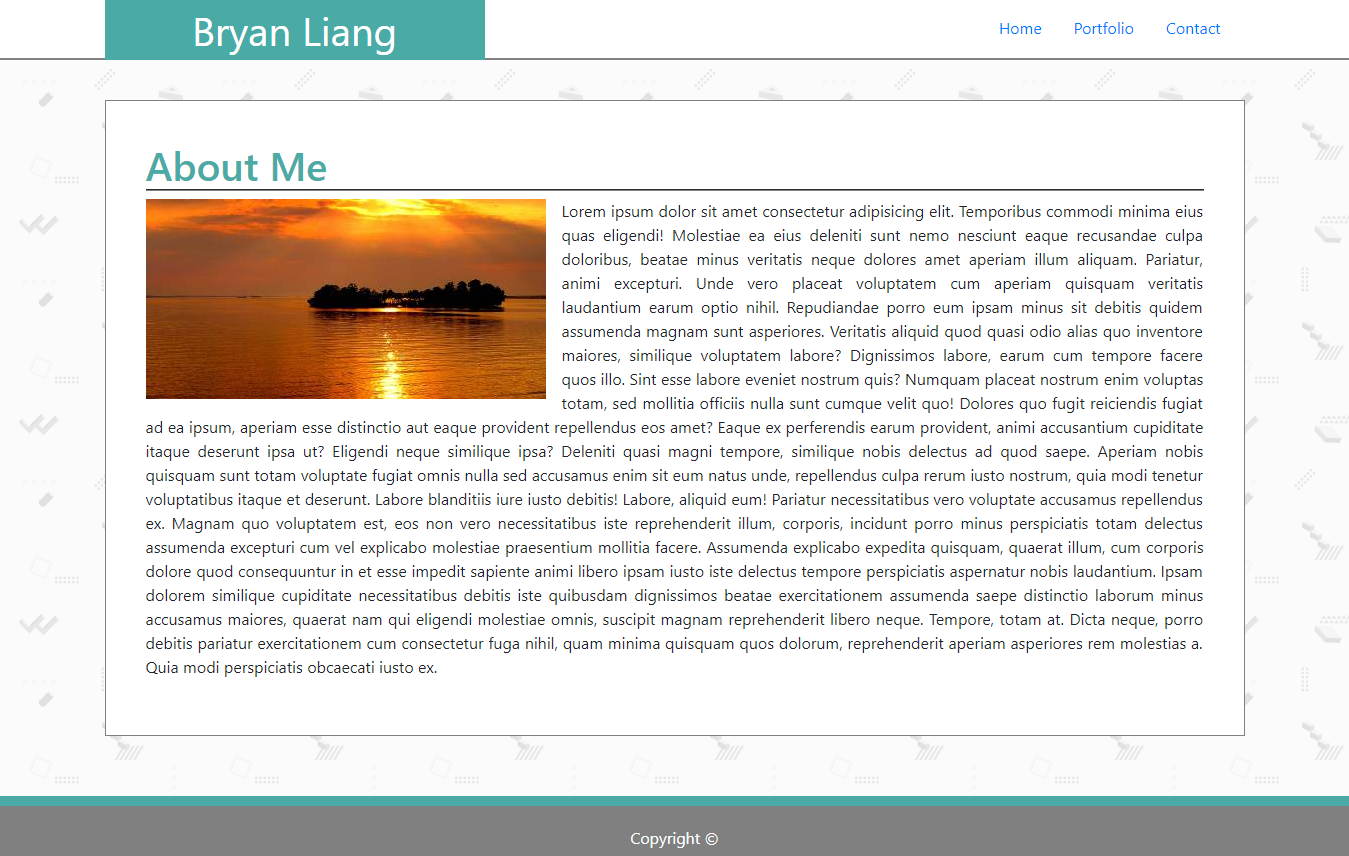 Bryan Liang
Home Portfolio Contact
About Me
Lorem ipsum dolor sit amet consectetur adipisicing elit. Temporibus commodi minima eius
quas eligendi! Molestiae ea eius deleniti sunt nemo nesciunt eaque recusandae culpa
doloribus, beatae minus veritatis neque dolores amet aperiam illum aliquam. Pariatur,
animi excepturi. Unde vero placeat voluptatem cum aperiam quisquam veritatis
laudantium earum optio nihil. Repudiandae porro eum ipsam minus sit debitis quidem
assumenda magnam sunt asperiores. Veritatis aliquid quod quasi odio alias quo inventore
maiores, similique voluptatem labore? Dignissimos labore, earum cum tempore facere
quos illo. Sint esse labore eveniet nostrum quis? Numquam placeat nostrum enim voluptas
totam, sed mollitia officiis nulla sunt cumque velit quo! Dolores quo fugit reiciendis fugiat
ad ea ipsum, aperiam esse distinctio aut eaque provident repellendus eos amet? Eaque ex perferendis earum provident, animi accusantium cupiditate
itaque deserunt ipsa ut? Eligendi neque similique ipsa? Deleniti quasi magni tempore, similique nobis delectus ad quod saepe. Aperiam nobis
quisquam sunt totam voluptate fugiat omnis nulla sed accusamus enim sit eum natus unde, repellendus culpa rerum iusto nostrum, quia modi tenetur
voluptatibus itaque et deserunt. Labore blanditiis iure iusto debitis! Labore, aliquid eum! Pariatur necessitatibus vero voluptate accusamus repellendus
ex. Magnam quo voluptatem est, eos non vero necessitatibus iste reprehenderit illum, corporis, incidunt porro minus perspiciatis totam delectus
assumenda excepturi cum vel explicabo molestiae praesentium mollitia facere. Assumenda explicabo expedita quisquam, quaerat illum, cum corporis
dolore quod consequuntur in et esse impedit sapiente animi libero ipsam iusto iste delectus tempore perspiciatis aspernatur nobis laudantium. Ipsam
dolorem similique cupiditate necessitatibus debitis iste quibusdam dignissimos beatae exercitationem assumenda saepe distinctio laborum minus
accusamus maiores, quaerat nam qui eligendi molestiae omnis, suscipit magnam reprehenderit libero neque. Tempore, totam at. Dicta neque, porro
debitis pariatur exercitationem cum consectetur fuga nihil, quam minima quisquam quos dolorum, reprehenderit aperiam asperiores rem molestias a.
Quia modi perspiciatis obcaecati iusto ex.
Copyright ©